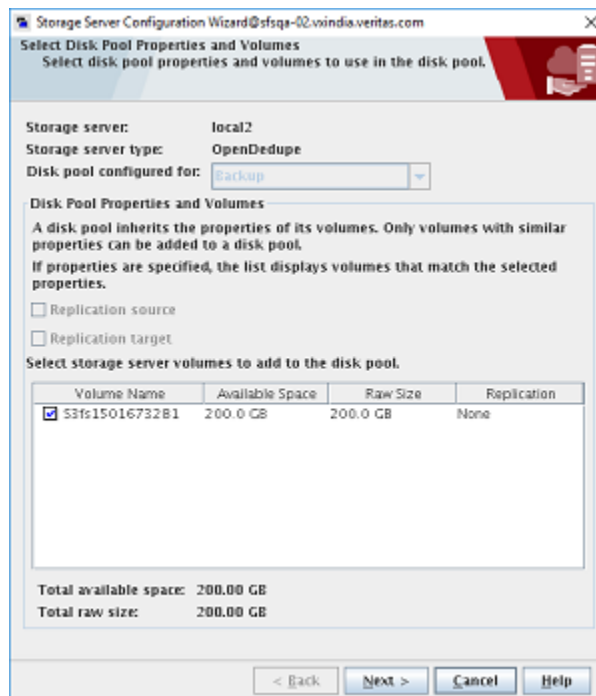 Storage Server Configuration Wizard@sfsqa-02.vxindia.veritas.com
Select Disk Pool Properties and Volumes
Select disk pool properties and volumes to use in the disk pool.
Storage server: local2
Storage server type: OpenDedupe
Disk pool configured for: Backup
Disk Pool Properties and Volumes
A disk pool inherits the properties of its volumes. Only volumes with similar
properties can be added to a disk pool.
If properties are specified, the list displays volumes that match the selected
properties.
Replication source
Replication target
Select storage server volumes to add to the disk pool.
Volume Name Available Space Raw Size Replication
S3fs1501673281 200.0 GB 200.0 GB None
Total available space: 200.00 GB
Total raw size: 200.00 GB
< Back Next > Cancel Help